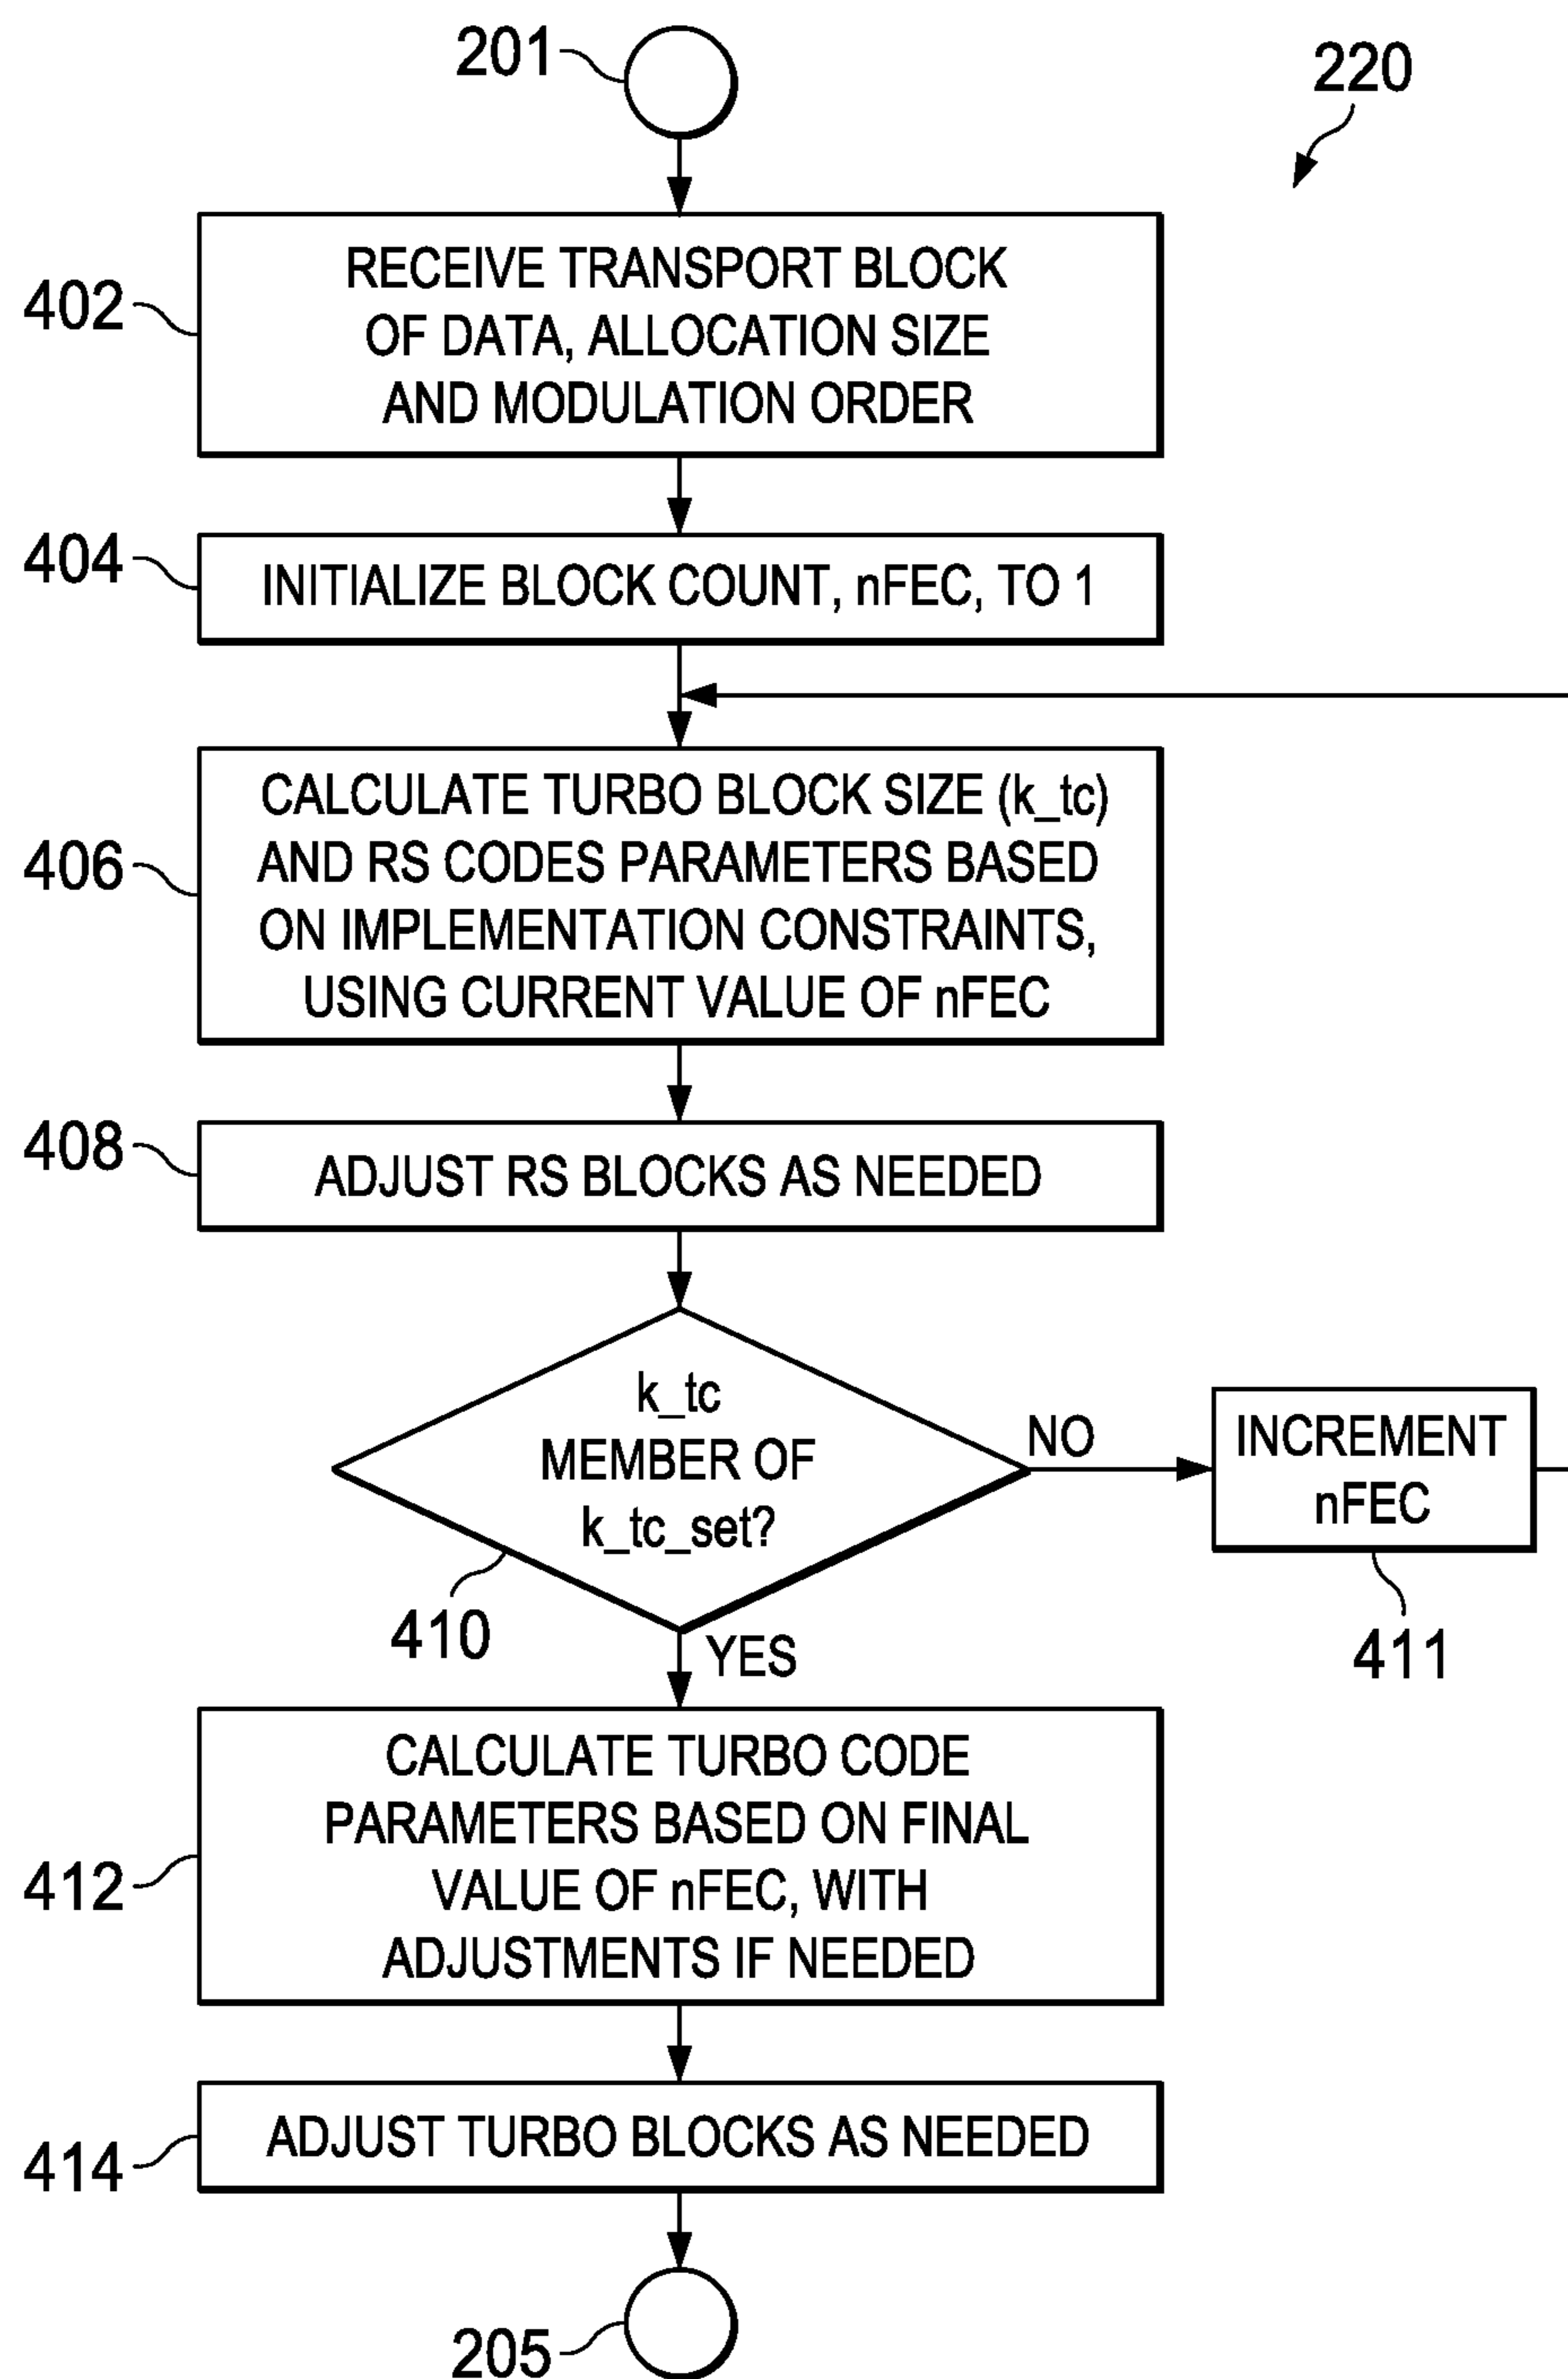 201
220
402
RECEIVE TRANSPORT BLOCK
OF DATA, ALLOCATION SIZE
AND MODULATION ORDER
404
INITIALIZE BLOCK COUNT, nFEC, TO 1
406
CALCULATE TURBO BLOCK SIZE (k_tc)
AND RS CODES PARAMETERS BASED
ON IMPLEMENTATION CONSTRAINTS,
USING CURRENT VALUE OF nFEC
408
ADJUST RS BLOCKS AS NEEDED
k_tc
MEMBER OF
k_tc_set?
410
NO
INCREMENT
nFEC
411
YES
412
CALCULATE TURBO CODE
PARAMETERS BASED ON FINAL
VALUE OF nFEC, WITH
ADJUSTMENTS IF NEEDED
414
ADJUST TURBO BLOCKS AS NEEDED
205